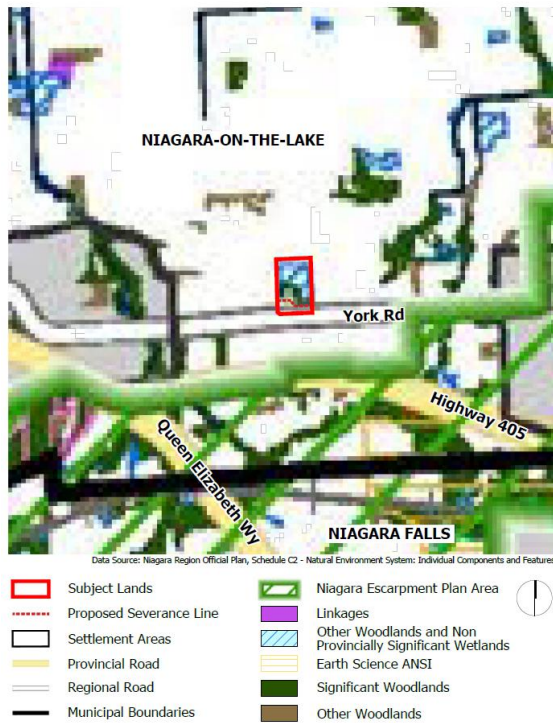 NIAGARA-ON-THE-LAKE
York Rd
Highway 405
Queen Elizabeth Wy
NIAGARA FALLS
Data Source: Niagara Region Official Plan, Schedule C2 - Natural Environment System: Individual Components and Features
Subject Lands
Proposed Severance Line
Settlement Areas
Provincial Road
Regional Road
Municipal Boundaries
Niagara Escarpment Plan Area
Linkages
Other Woodlands and Non
Provincially Significant Wetlands
Earth Science ANSI
Significant Woodlands
Other Woodlands